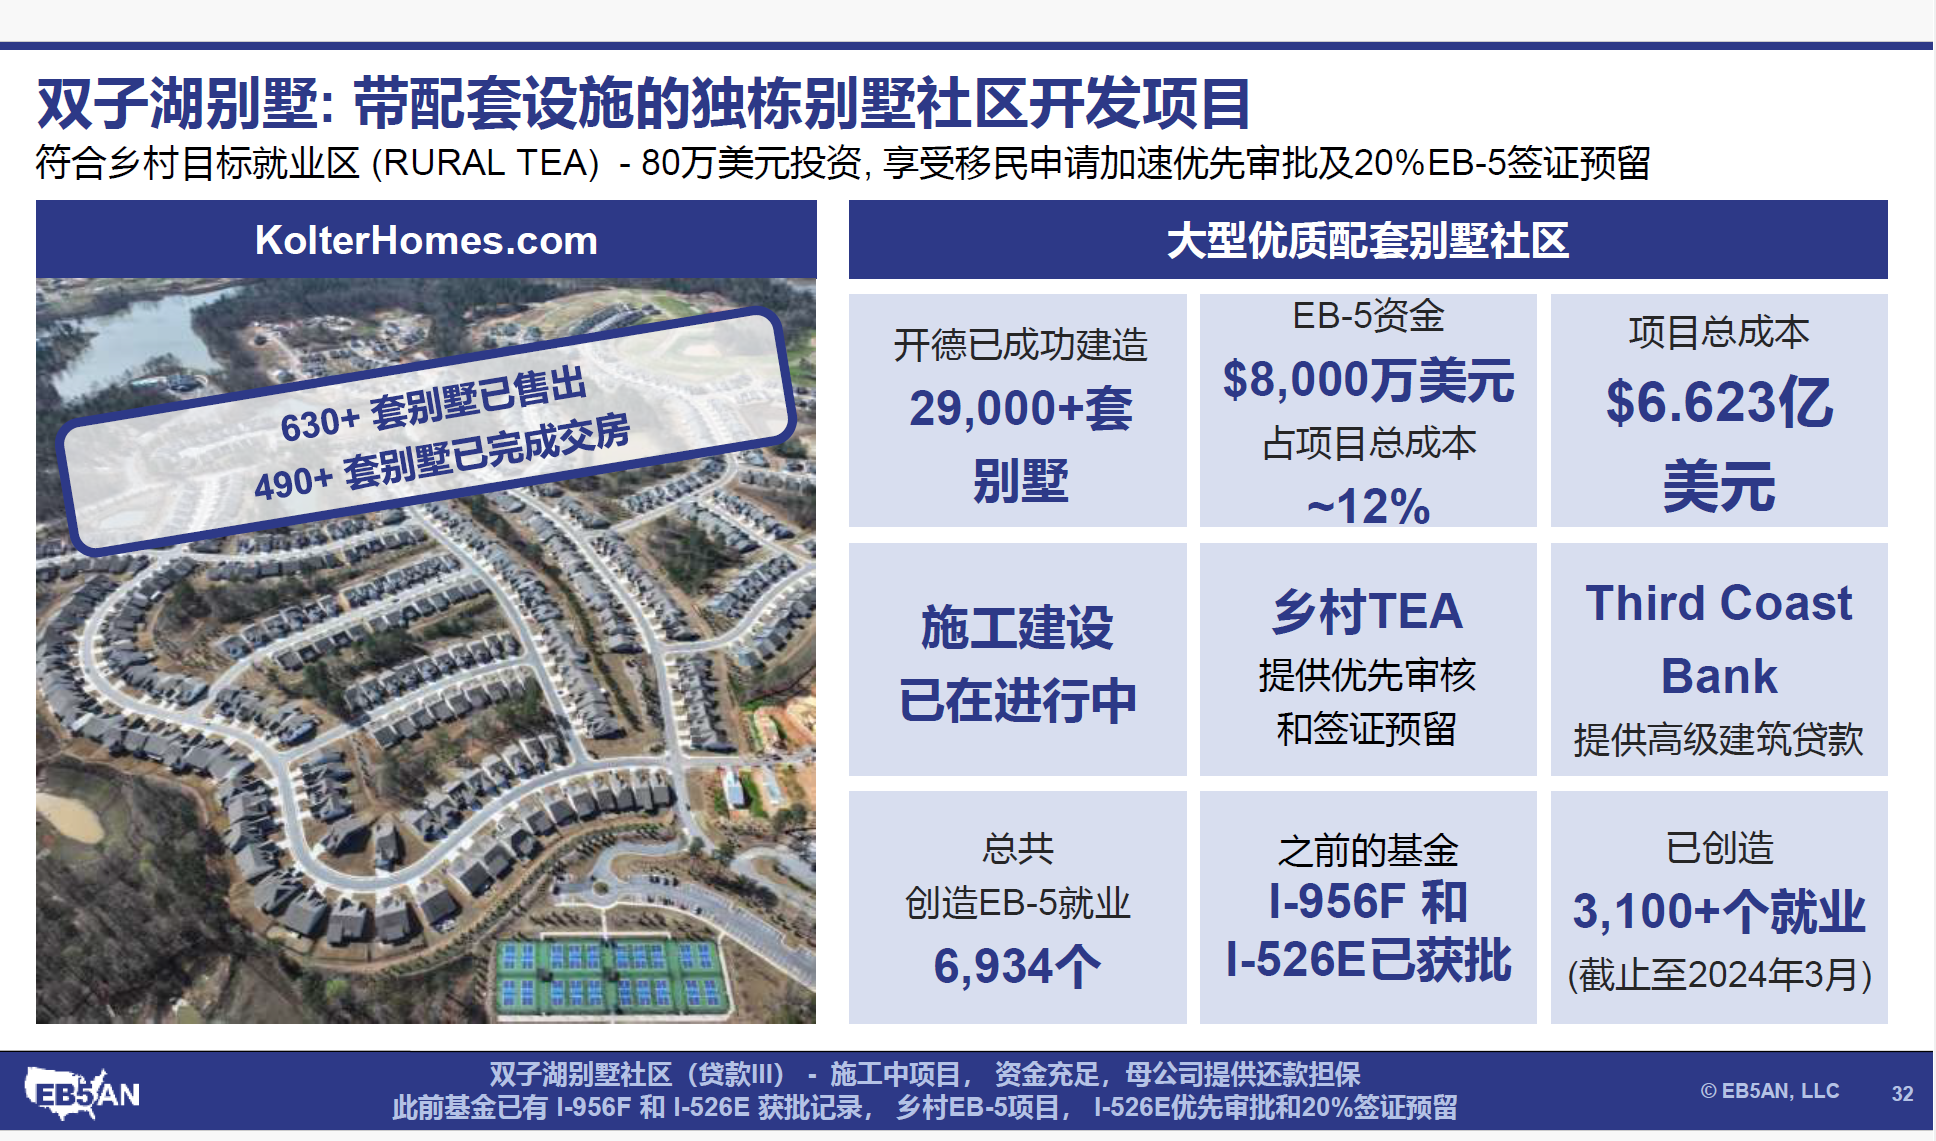 双子湖别墅: 带配套设施的独栋别墅社区开发项目
符合乡村目标就业区 (RURAL TEA) - 80万美元投资, 享受移民申请加速优先审批及20%EB-5签证预留
KolterHomes.com
630+ 套别墅已售出
490+ 套别墅已完成交房
大型优质配套别墅社区
开德已成功建造
29,000+套
别墅
EB-5资金
$8,000万美元
占项目总成本
~12%
项目总成本
$6.623亿
美元
施工建设
已在进行中
乡村TEA
提供优先审核
和签证预留
Third Coast
Bank
提供高级建筑贷款
总共
创造EB-5就业
6,934个
之前的基金
I-956F 和
I-526E已获批
已创造
3,100+个就业
(截止至2024年3月)
EB5AN
双子湖别墅社区（贷款III） - 施工中项目， 资金充足，母公司提供还款担保
此前基金已有 I-956F 和 I-526E 获批记录， 乡村EB-5项目， I-526E优先审批和20%签证预留
© EB5AN, LLC
32